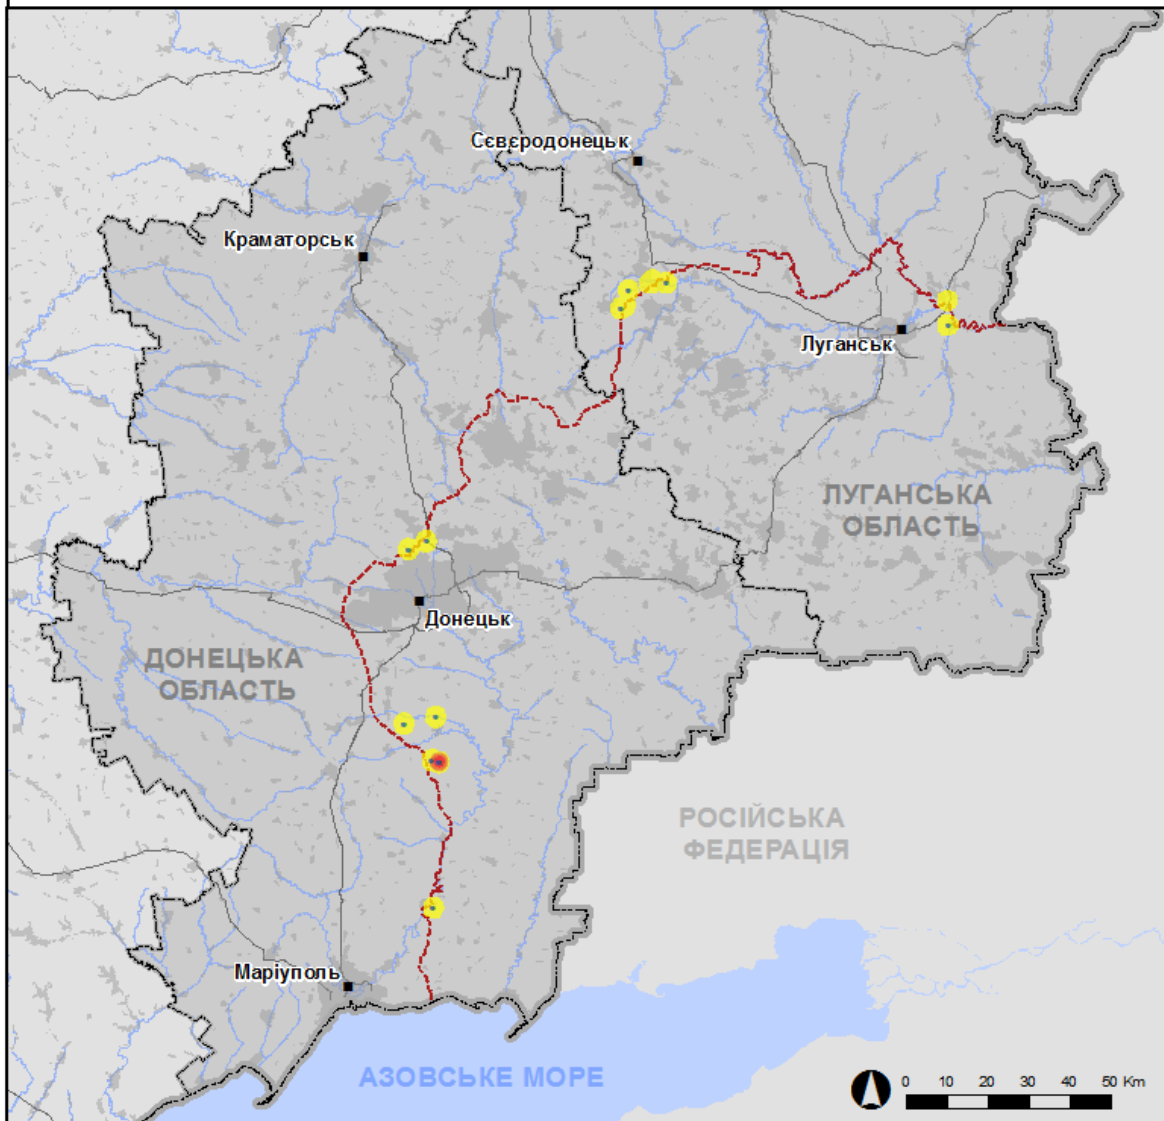 Сєвєродонецьк
Краматорськ
Луганськ
ЛУГАНСЬКА
ОБЛАСТЬ
Донецьк
ДОНЕЦЬКА
ОБЛАСТЬ
РОСІЙСЬКА
ФЕДЕРАЦІЯ
Маріуполь
АЗОВСЬКЕ МОРЕ
0 10 20 30 40 50 Km